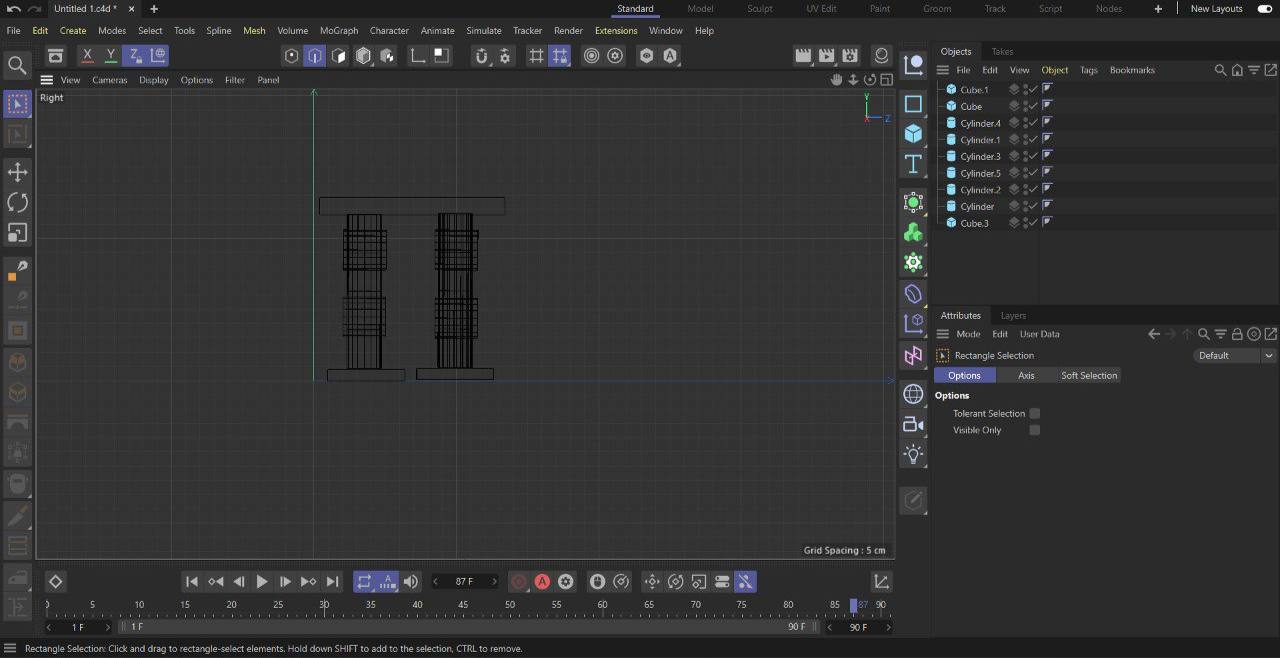 Untitled 1.c4d *
Standard Model Sculpt UV Edit Paint Groom Track Script Nodes New Layouts
File Edit Create Modes Select Tools Spline Mesh Volume MoGraph Character Animate Simulate Tracker Render Extensions Window Help
X Y Z
Objects Takes
View Cameras Display Options Filter Panel
File Edit View Object Tags Bookmarks
Right
Y
Z
X
Cube.1
Cube
Cylinder.4
Cylinder.1
Cylinder.3
Cylinder.5
Cylinder.2
Cylinder
Cube.3
Attributes Layers
Mode Edit User Data
Rectangle Selection Default
Options Axis Soft Selection
Options
Tolerant Selection
Visible Only
Grid Spacing : 5 cm
87 F
0 5 10 15 20 25 30 35 40 45 50 55 60 65 70 75 80 85 87 90
1 F 1 F 90 F 90 F
Rectangle Selection: Click and drag to rectangle-select elements. Hold down SHIFT to add to the selection, CTRL to remove.